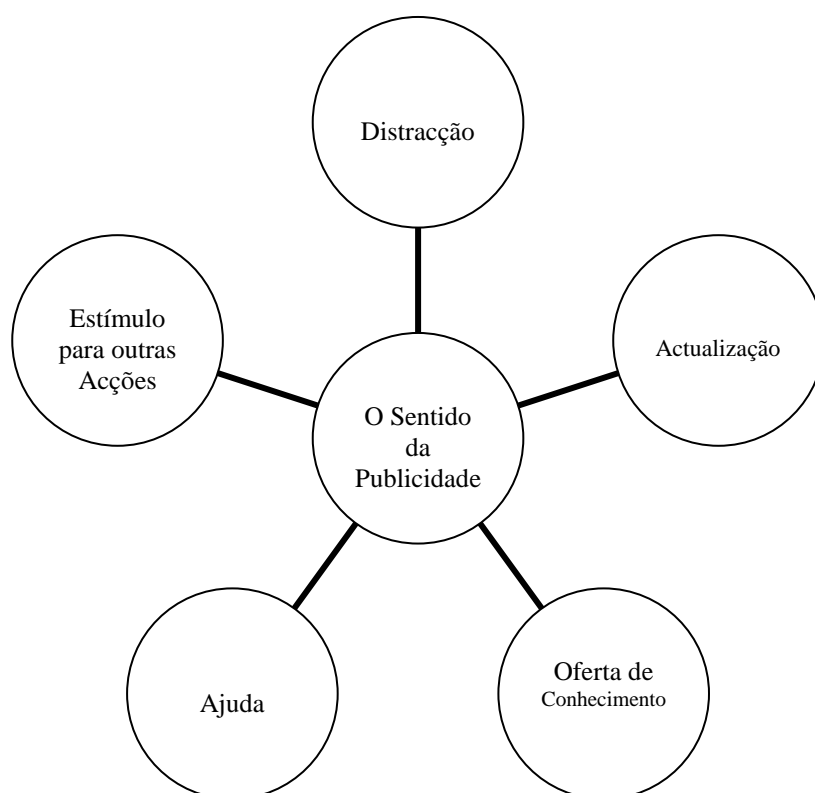 Distracção
Estímulo
para outras
Acções
Actualização
O Sentido
da
Publicidade
Ajuda
Oferta de
Conhecimento